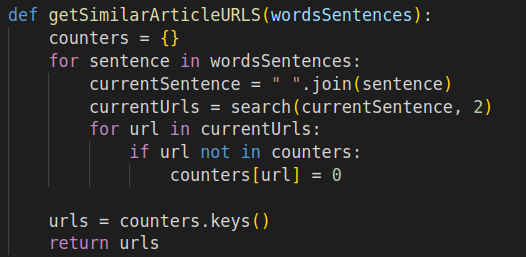 def getSimilarArticleURLS(wordsSentences):
    counters = {}
    for sentence in wordsSentences:
        currentSentence = " ".join(sentence)
        currentUrls = search(currentSentence, 2)
        for url in currentUrls:
            if url not in counters:
                counters[url] = 0

    urls = counters.keys()
    return urls